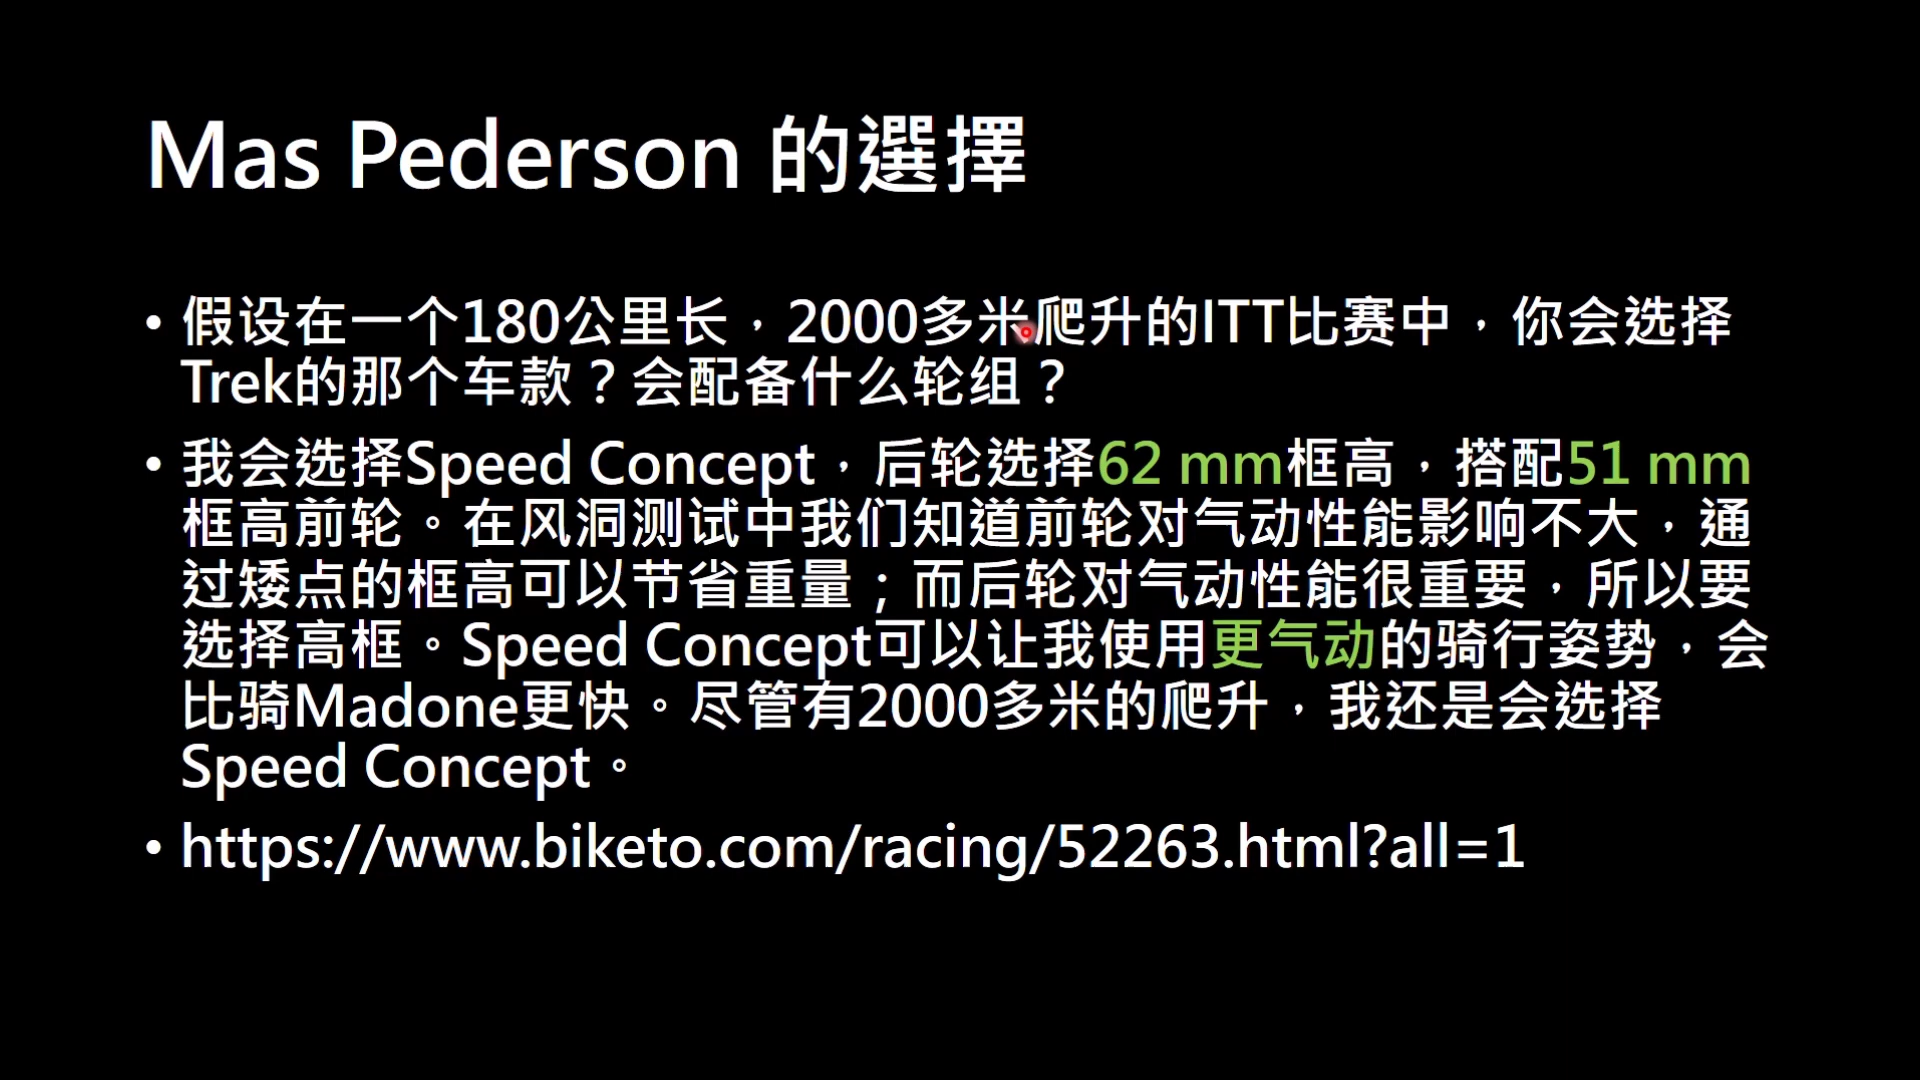 Mas Pederson 的選擇
• 假设在一个180公里长，2000多米爬升的ITT比赛中，你会选择
Trek的那个车款？会配备什么轮组？
• 我会选择Speed Concept，后轮选择62 mm框高，搭配51 mm
框高前轮。在风洞测试中我们知道前轮对气动性能影响不大，通
过矮点的框高可以节省重量；而后轮对气动性能很重要，所以要
选择高框。Speed Concept可以让我使用更气动的骑行姿势，会
比骑Madone更快。尽管有2000多米的爬升，我还是会选择
Speed Concept。
• https://www.biketo.com/racing/52263.html?all=1